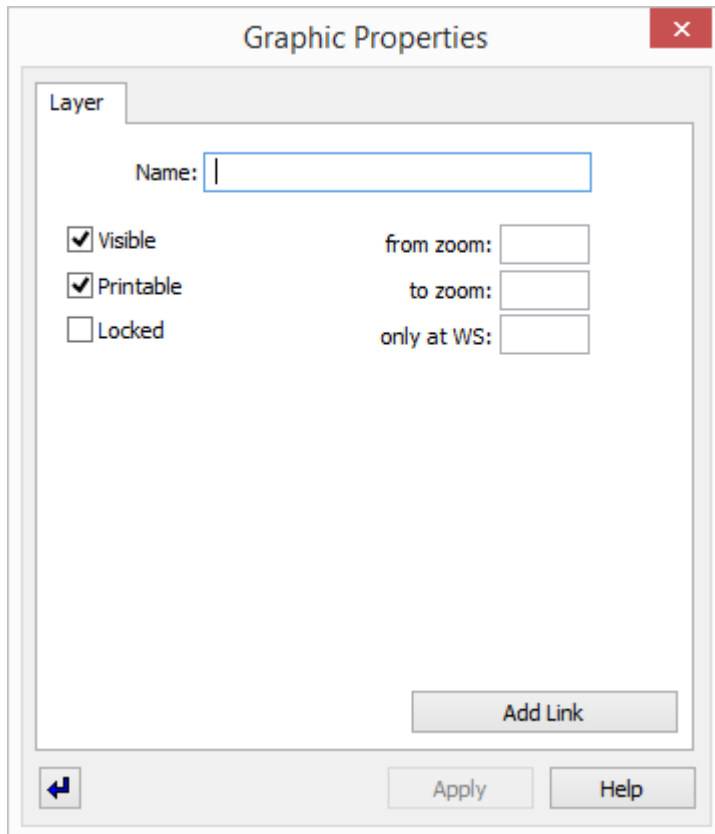 Graphic Properties
Layer
Name:
Visible
from zoom:
Printable
to zoom:
Locked
only at WS:
Add Link
Apply
Help